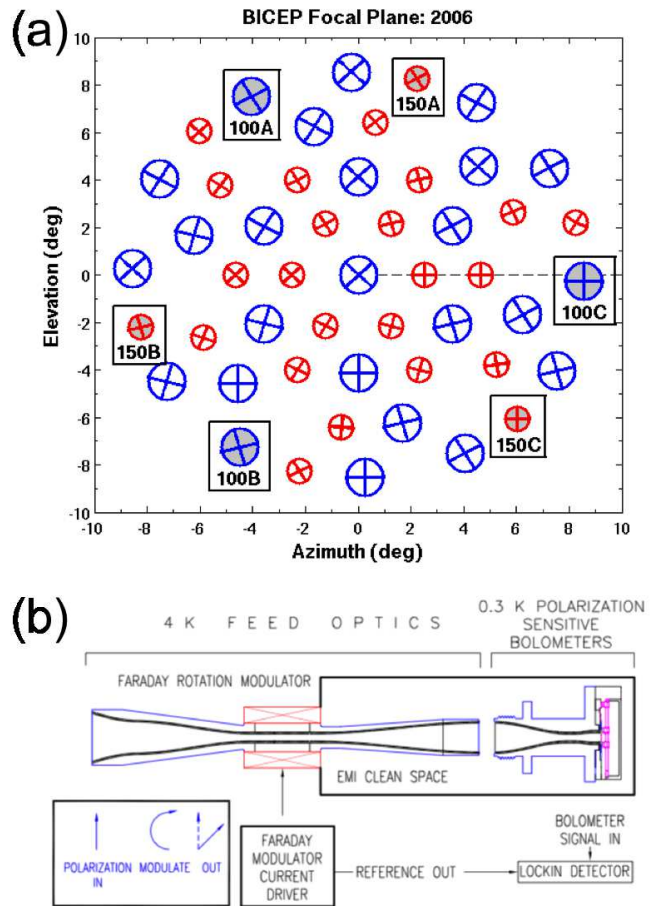 (a)
BICEP Focal Plane: 2006
Elevation (deg)
10
8
6
4
2
0
-2
-4
-6
-8
-10
100A
150A
100C
150B
100B
150C
-10 -8 -6 -4 -2 0 2 4 6 8 10
Azimuth (deg)
(b)
4 K FEED OPTICS
0.3 K POLARIZATION
SENSITIVE
BOLOMETERS
FARADAY ROTATION MODULATOR
EMI CLEAN SPACE
POLARIZATION MODULATE OUT
IN
FARADAY
MODULATOR
CURRENT
DRIVER
REFERENCE OUT
BOLOMETER
SIGNAL IN
LOCKIN DETECTOR